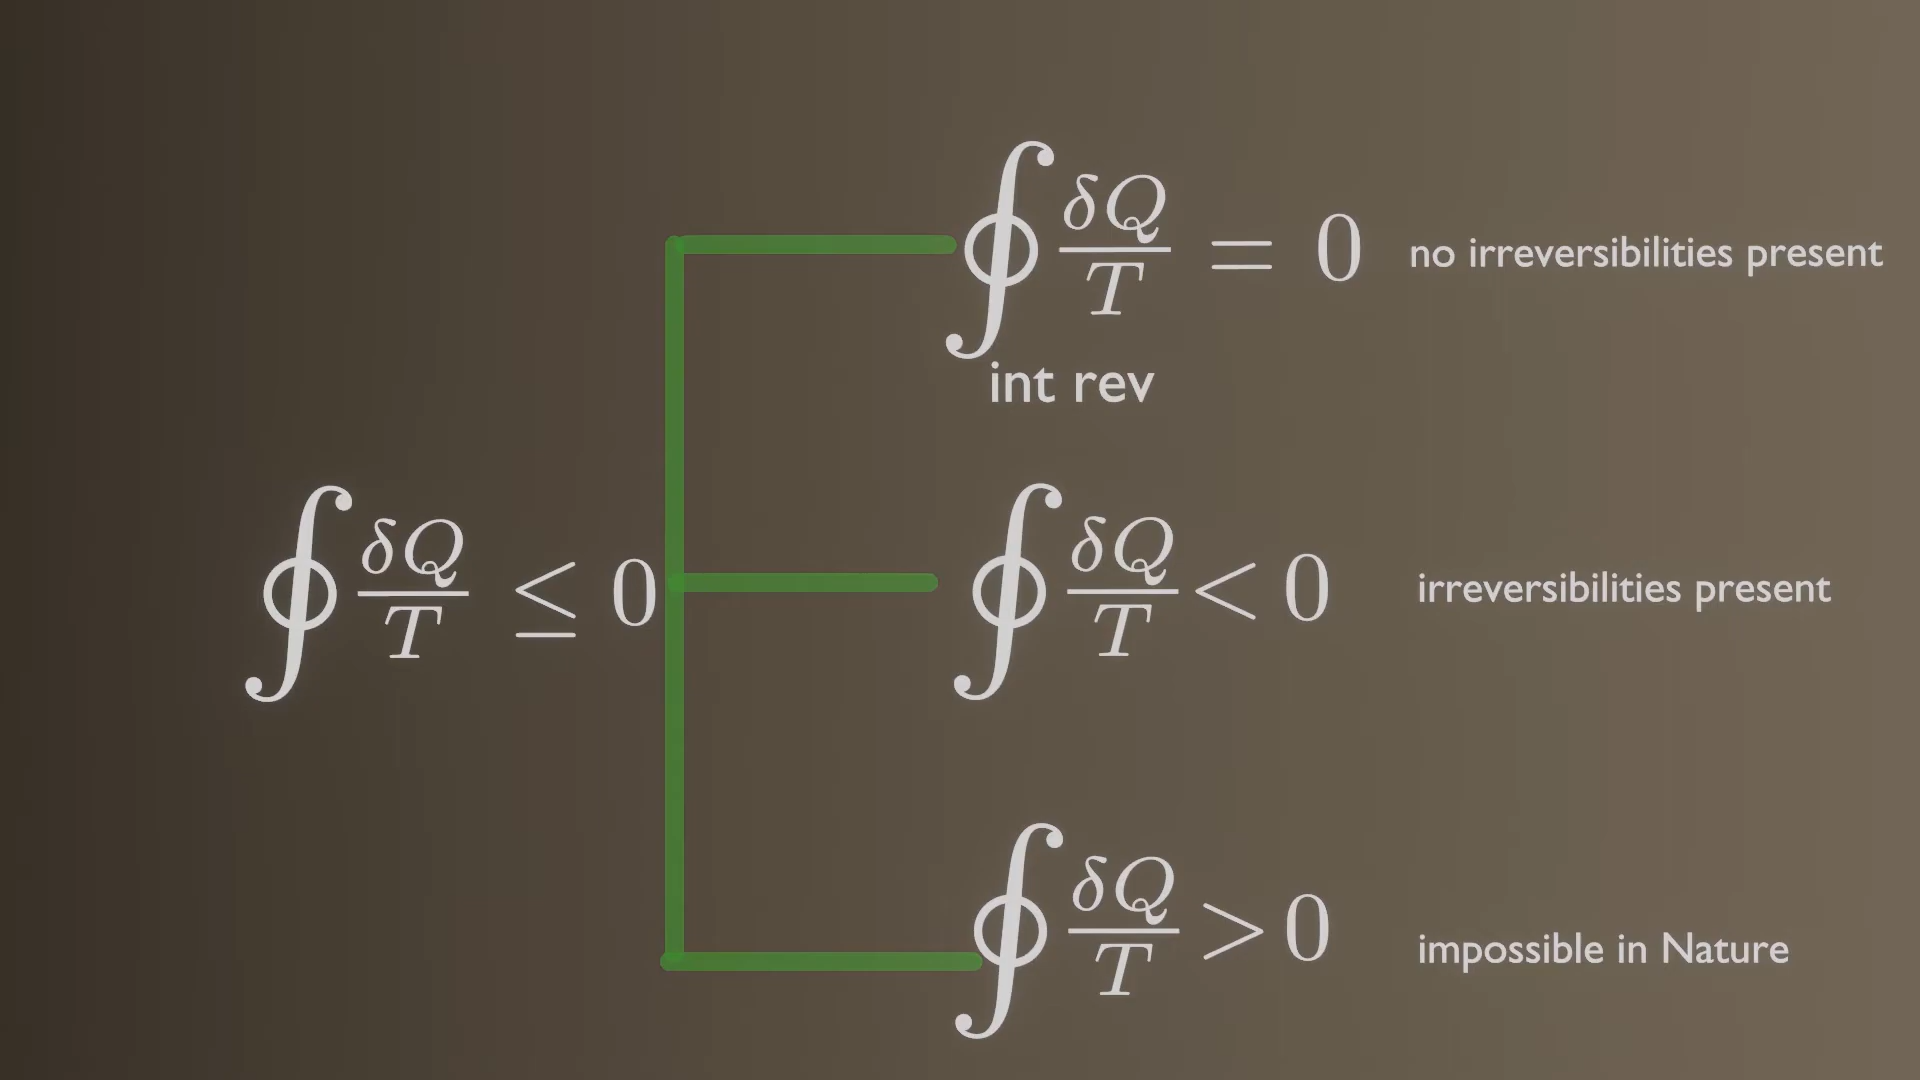 ∮ δQ/T = 0 no irreversibilities present
int rev
∮ δQ/T ≤ 0
∮ δQ/T < 0 irreversibilities present
∮ δQ/T > 0 impossible in Nature